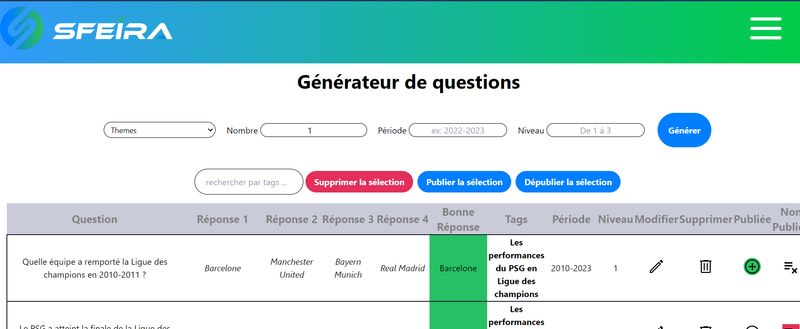 SFEIRA
Générateur de questions
Themes Nombre 1 Période ex: 2022-2023 Niveau De 1 à 3 Générer
rechercher par tags ... Supprimer la sélection Publier la sélection Dépublier la sélection
Question Réponse 1 Réponse 2 Réponse 3 Réponse 4 Bonne Réponse Tags Période Niveau Modifier Supprimer Publiée Non Publi
Quelle équipe a remporté la Ligue des
champions en 2010-2011 ?
Barcelone
Manchester
United
Bayern
Munich
Real Madrid
Barcelone
Les
performances
du PSG en
Ligue des
champions
2010-2023
1
Le PSG a atteint la finale de la Ligue des
Les
performances